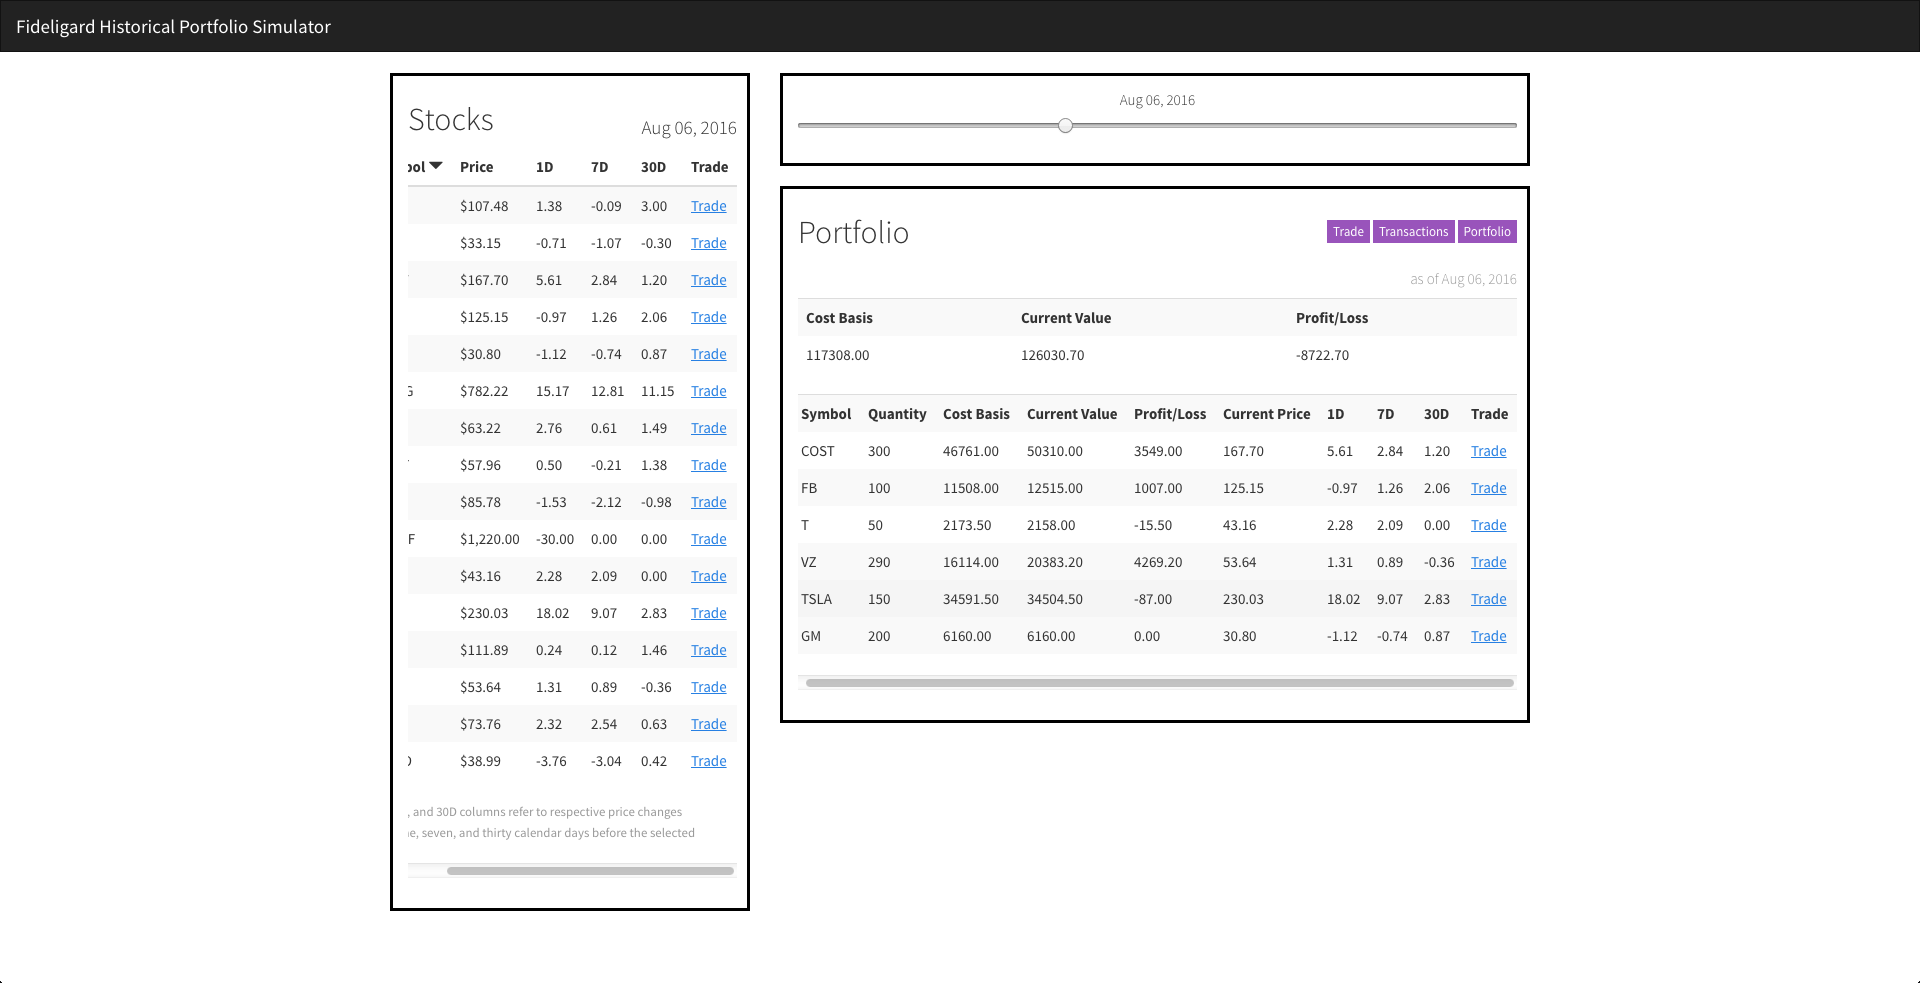 Fideligard Historical Portfolio Simulator
Stocks
Aug 06, 2016
Price 1D 7D 30D Trade
$107.48 1.38 -0.09 3.00 Trade
$33.15 -0.71 -1.07 -0.30 Trade
$167.70 5.61 2.84 1.20 Trade
$125.15 -0.97 1.26 2.06 Trade
$30.80 -1.12 -0.74 0.87 Trade
$782.22 15.17 12.81 11.15 Trade
$63.22 2.76 0.61 1.49 Trade
$57.96 0.50 -0.21 1.38 Trade
$85.78 -1.53 -2.12 -0.98 Trade
F $1,220.00 -30.00 0.00 0.00 Trade
$43.16 2.28 2.09 0.00 Trade
$230.03 18.02 9.07 2.83 Trade
$111.89 0.24 0.12 1.46 Trade
$53.64 1.31 0.89 -0.36 Trade
$73.76 2.32 2.54 0.63 Trade
$38.99 -3.76 -3.04 0.42 Trade
, and 30D columns refer to respective price changes
, seven, and thirty calendar days before the selected
Aug 06, 2016
Portfolio
Trade Transactions Portfolio
as of Aug 06, 2016
Cost Basis Current Value Profit/Loss
117308.00 126030.70 -8722.70
Symbol Quantity Cost Basis Current Value Profit/Loss Current Price 1D 7D 30D Trade
COST 300 46761.00 50310.00 3549.00 167.70 5.61 2.84 1.20 Trade
FB 100 11508.00 12515.00 1007.00 125.15 -0.97 1.26 2.06 Trade
T 50 2173.50 2158.00 -15.50 43.16 2.28 2.09 0.00 Trade
VZ 290 16114.00 20383.20 4269.20 53.64 1.31 0.89 -0.36 Trade
TSLA 150 34591.50 34504.50 -87.00 230.03 18.02 9.07 2.83 Trade
GM 200 6160.00 6160.00 0.00 30.80 -1.12 -0.74 0.87 Trade